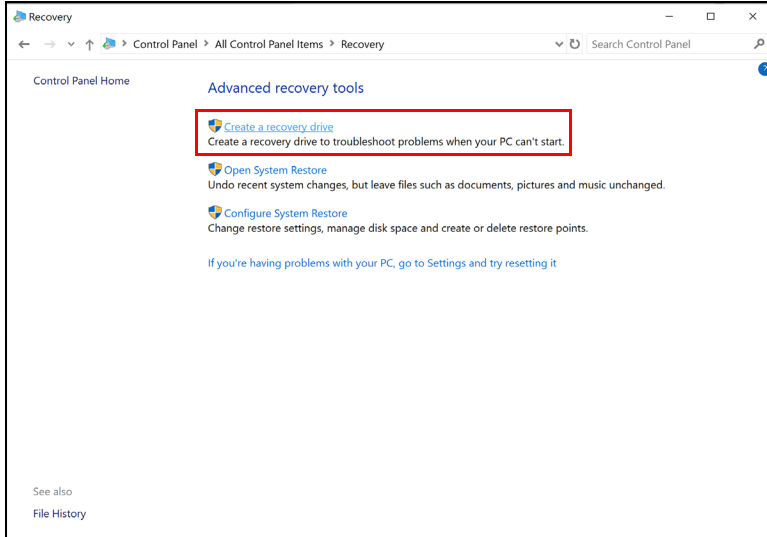 Recovery
Control Panel > All Control Panel Items > Recovery
Search Control Panel
?
Control Panel Home
Advanced recovery tools
Create a recovery drive
Create a recovery drive to troubleshoot problems when your PC can't start.
Open System Restore
Undo recent system changes, but leave files such as documents, pictures and music unchanged.
Configure System Restore
Change restore settings, manage disk space and create or delete restore points.
If you're having problems with your PC, go to Settings and try resetting it
See also
File History